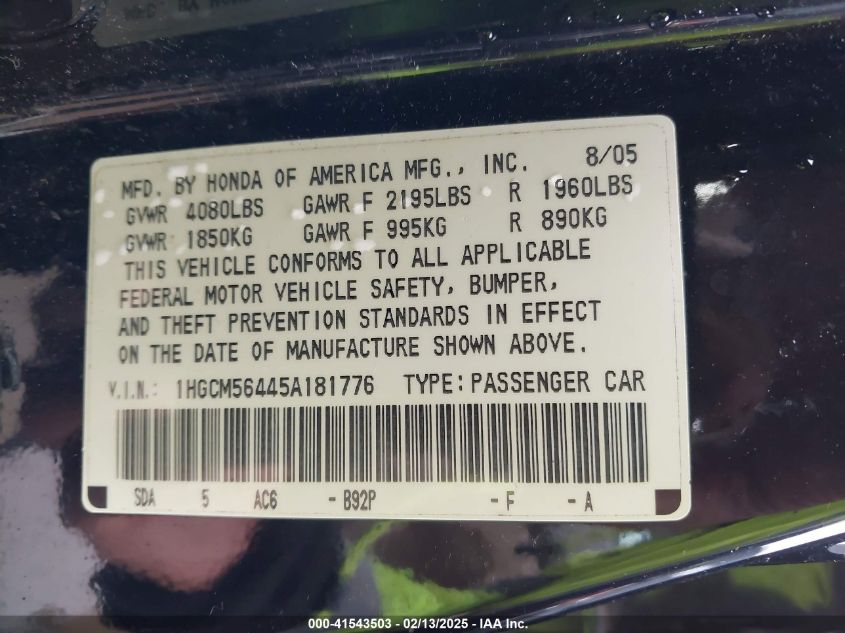 MFD. BY HONDA OF AMERICA MFG., INC. 8/05
GVWR 4080LBS GAWR F 2195LBS R 1960LBS
GVWR 1850KG GAWR F 995KG R 890KG
THIS VEHICLE CONFORMS TO ALL APPLICABLE
FEDERAL MOTOR VEHICLE SAFETY, BUMPER,
AND THEFT PREVENTION STANDARDS IN EFFECT
ON THE DATE OF MANUFACTURE SHOWN ABOVE.
V.I.N.: 1HGCM56445A181776 TYPE:PASSENGER CAR
SDA 5 AC6 -B92P -F -A
000-41543503 - 02/13/2025 - IAA Inc.